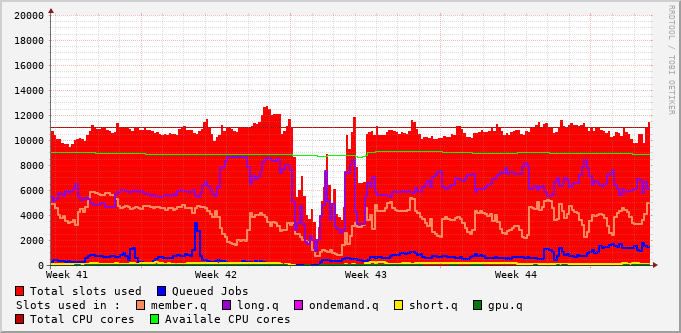 20000
18000
16000
14000
12000
10000
8000
6000
4000
2000
0
Week 41 Week 42 Week 43 Week 44
RRDTOOL / TOBI OETIKER
Total slots used Queued Jobs
Slots used in : member.q long.q ondemand.q short.q gpu.q
Total CPU cores Availale CPU cores